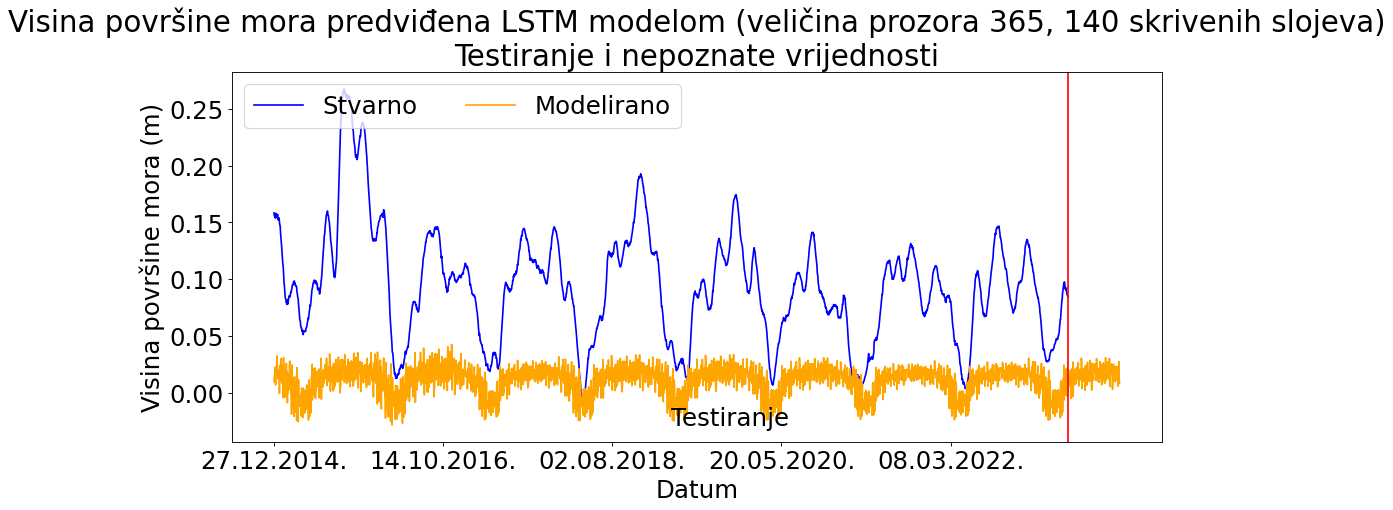 Visina površine mora predviđena LSTM modelom (veličina prozora 365, 140 skrivenih slojeva)
Testiranje i nepoznate vrijednosti
Stvarno Modelirano
Visina površine mora (m)
0.25
0.20
0.15
0.10
0.05
0.00
Testiranje
27.12.2014. 14.10.2016. 02.08.2018. 20.05.2020. 08.03.2022.
Datum